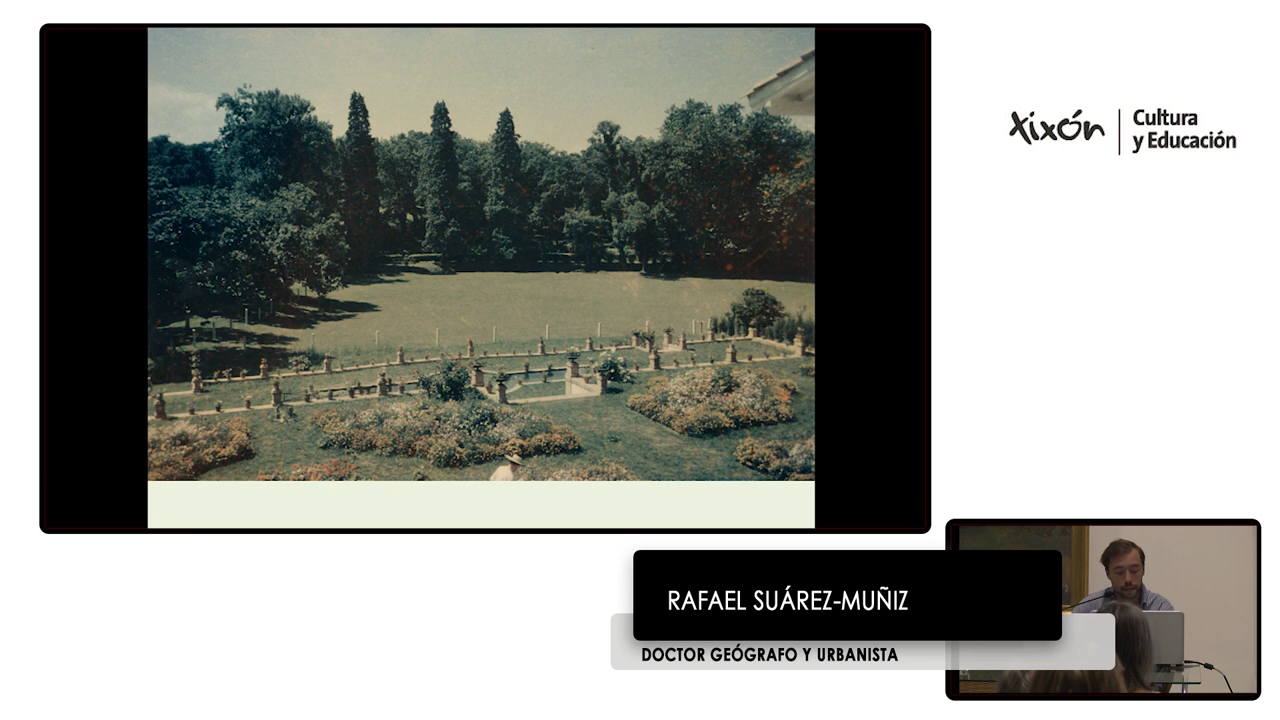 xixón
Cultura
y Educación
RAFAEL SUÁREZ-MUÑIZ
DOCTOR GEÓGRAFO Y URBANISTA